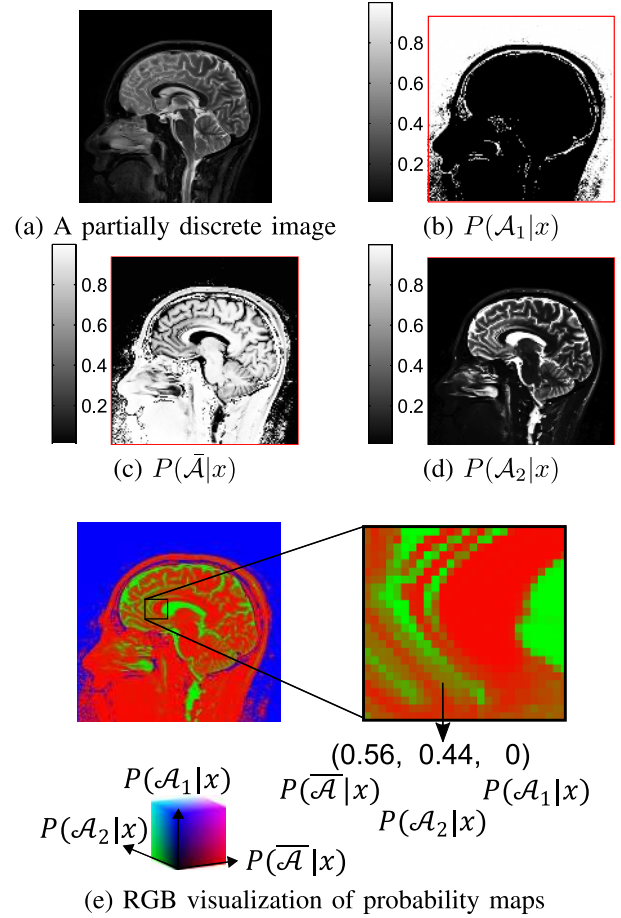 0.8
0.6
0.4
0.2
(a) A partially discrete image
(b) P(𝒜₁|x)
0.8
0.6
0.4
0.2
0.8
0.6
0.4
0.2
(c) P(𝒜̄|x)
(d) P(𝒜₂|x)
(0.56, 0.44, 0)
P(𝒜̅|x)
P(𝒜₂|x)
P(𝒜₁|x)
P(𝒜₁|x)
P(𝒜₂|x)
P(𝒜̅|x)
(e) RGB visualization of probability maps